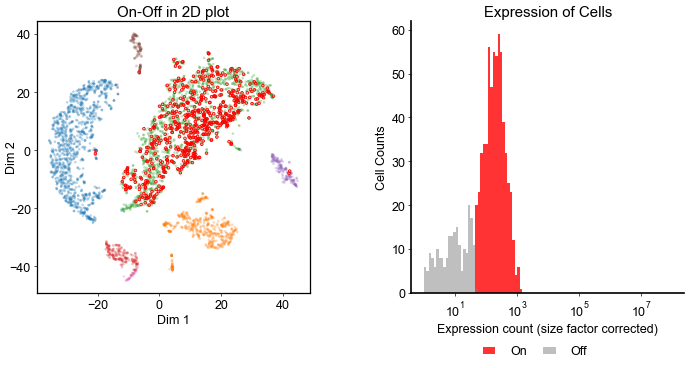 On-Off in 2D plot
40
20
0
−20
−40
Dim 2
−20 0 20 40
Dim 1
Expression of Cells
60
50
40
30
20
10
0
Cell Counts
10^1 10^3 10^5 10^7
Expression count (size factor corrected)
On Off